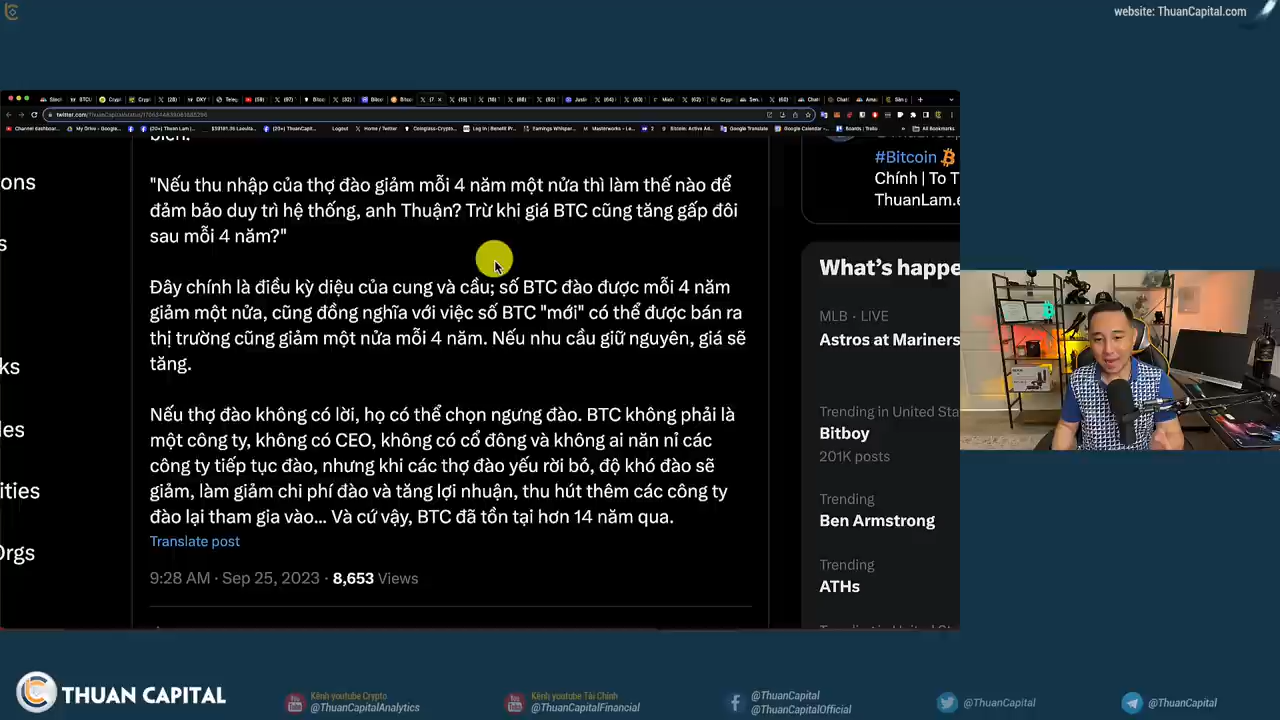 website: ThuanCapital.com
#Bitcoin
Chính | To T
ThuanLam.e
"Nếu thu nhập của thợ đào giảm mỗi 4 năm một nửa thì làm thế nào để
đảm bảo duy trì hệ thống, anh Thuận? Trừ khi giá BTC cũng tăng gấp đôi
sau mỗi 4 năm?"
Đây chính là điều kỳ diệu của cung và cầu; số BTC đào được mỗi 4 năm
giảm một nửa, cũng đồng nghĩa với việc số BTC "mới" có thể được bán ra
thị trường cũng giảm một nửa mỗi 4 năm. Nếu nhu cầu giữ nguyên, giá sẽ
tăng.
Nếu thợ đào không có lời, họ có thể chọn ngưng đào. BTC không phải là
một công ty, không có CEO, không có cổ đông và không ai năn nỉ các
công ty tiếp tục đào, nhưng khi các thợ đào yếu rời bỏ, độ khó đào sẽ
giảm, làm giảm chi phí đào và tăng lợi nhuận, thu hút thêm các công ty
đào lại tham gia vào... Và cứ vậy, BTC đã tồn tại hơn 14 năm qua.
Translate post
9:28 AM · Sep 25, 2023 · 8,653 Views
ons
s
ks
les
ities
Orgs
What's happe
MLB · LIVE
Astros at Mariners
Trending in United Sta
Bitboy
201K posts
Trending
Ben Armstrong
Trending
ATHs
THUAN CAPITAL
Kênh youtube Crypto
@ThuanCapitalAnalytics
Kênh youtube Tài Chính
@ThuanCapitalFinancial
@ThuanCapital
@ThuanCapitalOfficial
@ThuanCapital
@ThuanCapital